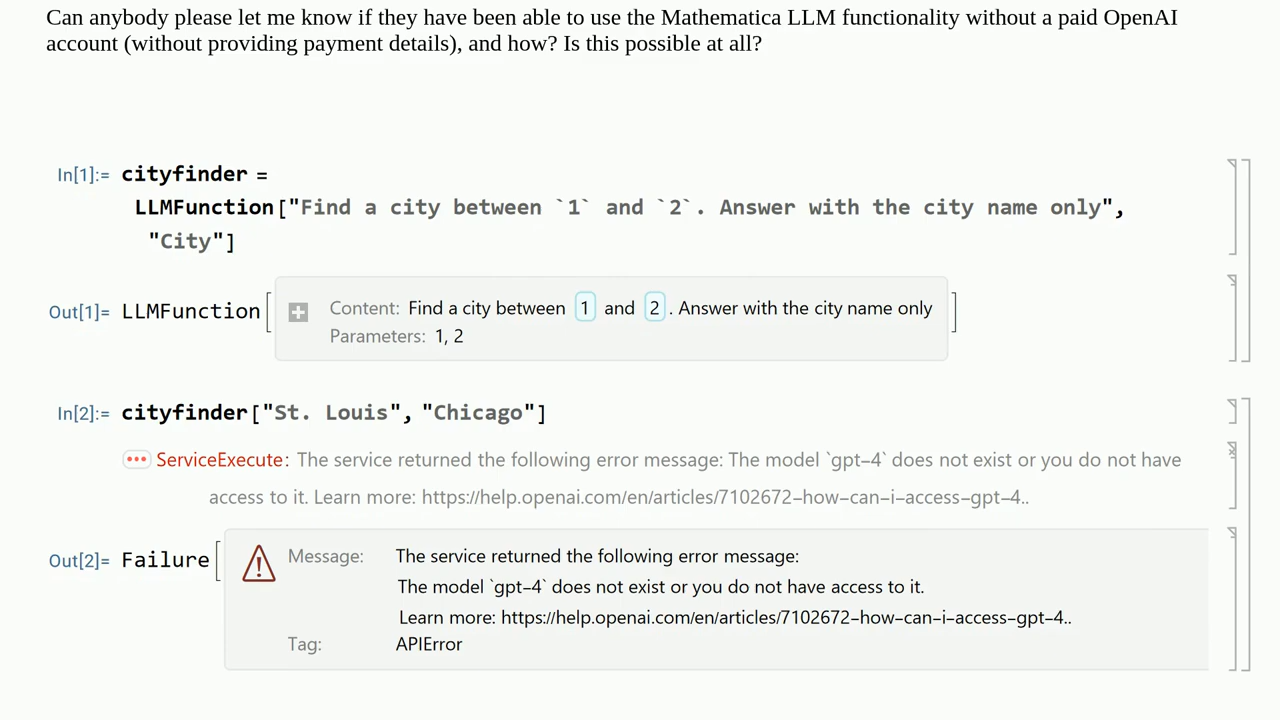 Can anybody please let me know if they have been able to use the Mathematica LLM functionality without a paid OpenAI
account (without providing payment details), and how? Is this possible at all?
In[1]:= cityfinder =
LLMFunction["Find a city between `1` and `2`. Answer with the city name only",
"City"]
Out[1]= LLMFunction[ Content: Find a city between 1 and 2. Answer with the city name only ]
Parameters: 1, 2
In[2]:= cityfinder["St. Louis", "Chicago"]
ServiceExecute: The service returned the following error message: The model `gpt-4` does not exist or you do not have
access to it. Learn more: https://help.openai.com/en/articles/7102672-how-can-i-access-gpt-4..
Out[2]= Failure[ Message: The service returned the following error message:
The model `gpt-4` does not exist or you do not have access to it.
Learn more: https://help.openai.com/en/articles/7102672-how-can-i-access-gpt-4..
Tag: APIError